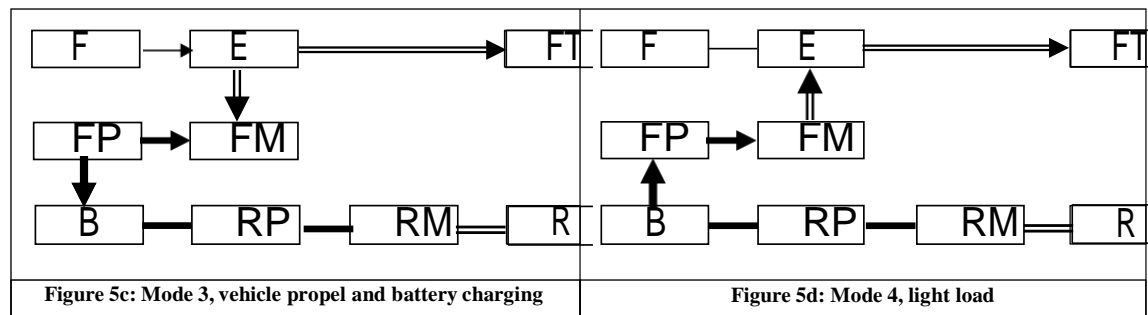 F E FT F E FT
FP FM FP FM
B RP RM R B RP RM R
Figure 5c: Mode 3, vehicle propel and battery charging Figure 5d: Mode 4, light load